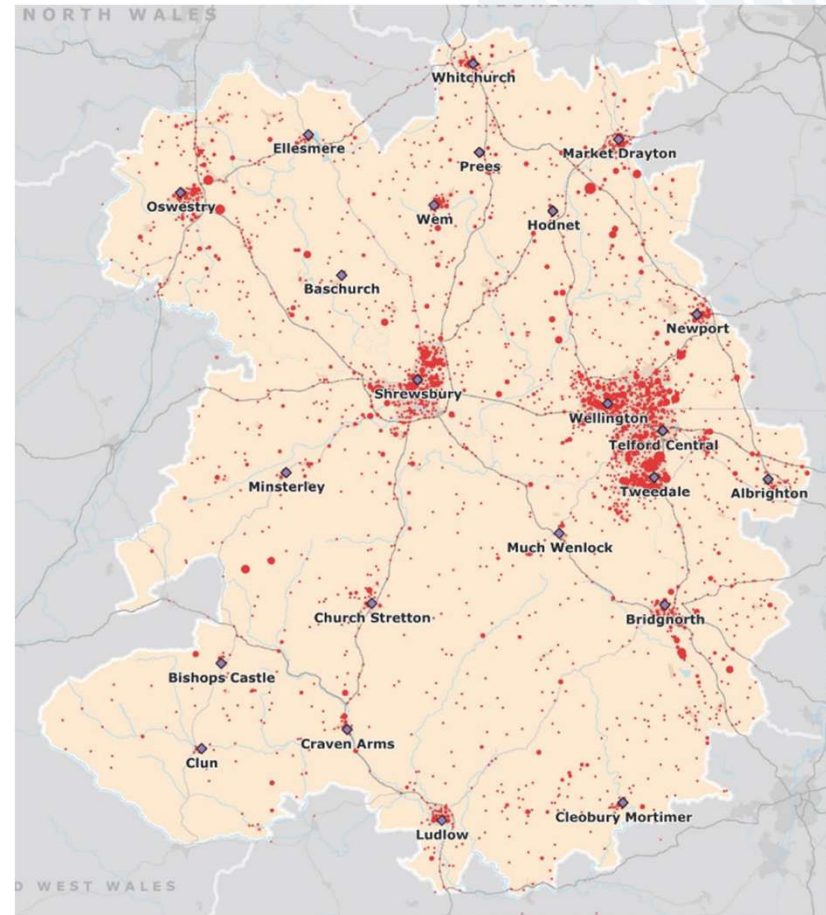 NORTH WALES
Whitchurch
Ellesmere
Prees
Market Drayton
Oswestry
Wem
Hodnet
Baschurch
Newport
Shrewsbury
Wellington
Telford Central
Minsterley
Tweedale
Albrighton
Much Wenlock
Church Stretton
Bridgnorth
Bishops Castle
Craven Arms
Clun
Cleobury Mortimer
Ludlow
D WEST WALES